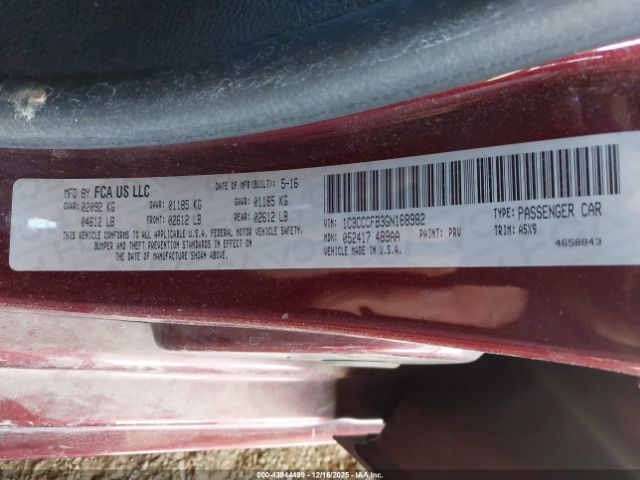 MFD BY FCA US LLC
DATE OF MFR(BUILT): 5-16
GVWR: 02092 KG
GAWR: 01185 KG
GAWR: 01185 KG
04612 LB
FRONT: 02612 LB
REAR: 02612 LB
THIS VEHICLE CONFORMS TO ALL APPLICABLE U.S.A. FEDERAL MOTOR VEHICLE SAFETY,
BUMPER AND THEFT PREVENTION STANDARDS IN EFFECT ON
THE DATE OF MANUFACTURE SHOWN ABOVE.
VIN: 1C3CCCFB3GN188982
TYPE: PASSENGER CAR
MDH: 052417 489AA
PAINT: PRV
TRIM: A5X9
VEHICLE MADE IN U.S.A.
4658843
© 43944499 - 12/16/2025 - IAA Holdings, LLC